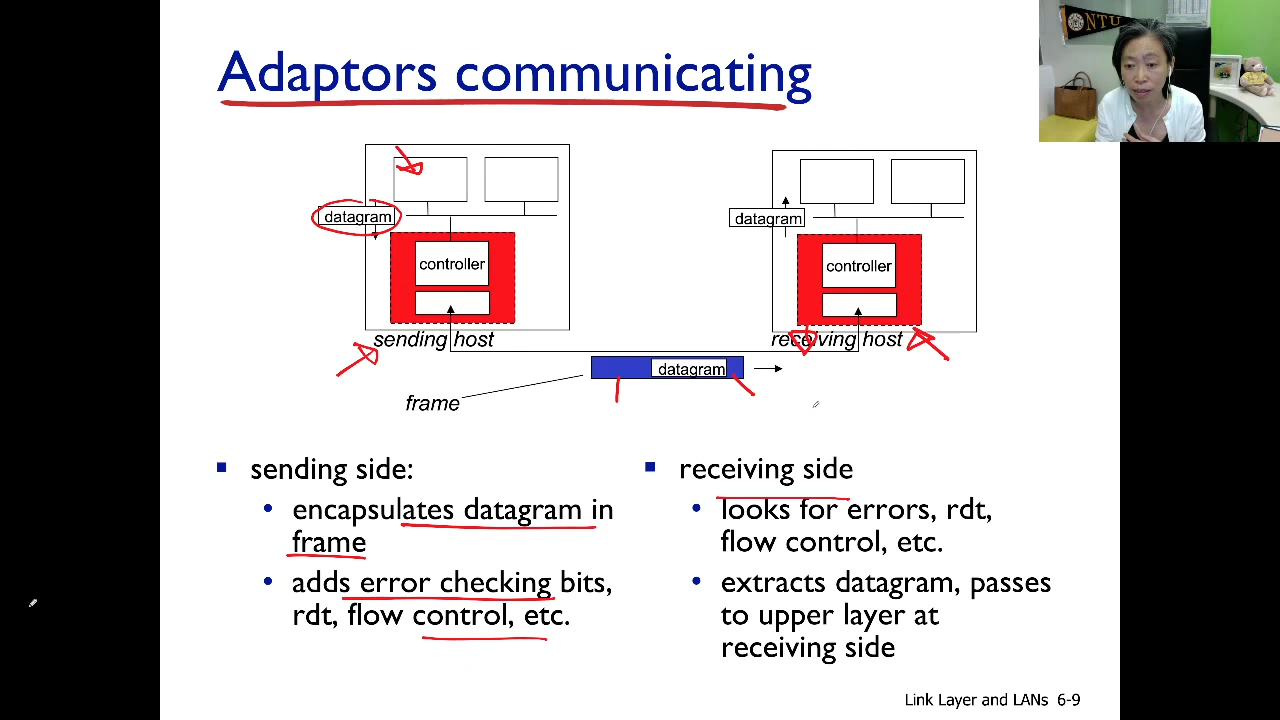 Adaptors communicating
NTU
datagram
datagram
controller
controller
sending host
receiving host
datagram
frame
▪ sending side:
• encapsulates datagram in
frame
• adds error checking bits,
rdt, flow control, etc.
▪ receiving side
• looks for errors, rdt,
flow control, etc.
• extracts datagram, passes
to upper layer at
receiving side
Link Layer and LANs 6-9